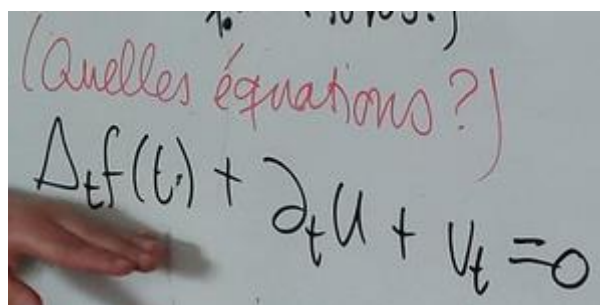 (Quelles équations?)
Δₜf(t) + ∂ₜu + uₜ = 0